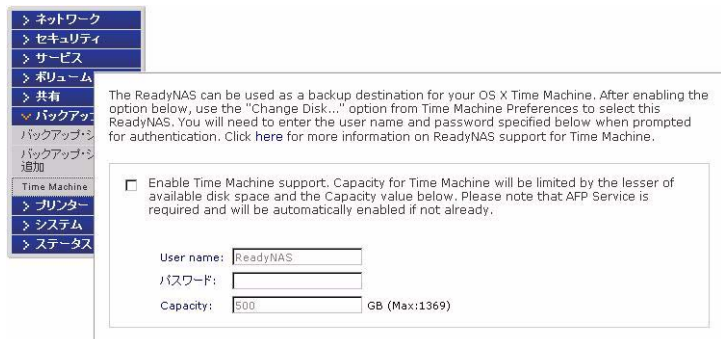 > ネットワーク
> セキュリティ
> サービス
> ボリューム
> 共有
バックアッ
バックアップ・シ
バックアップ・シ
追加
Time Machine
> プリンター
> システム
> ステータス
The ReadyNAS can be used as a backup destination for your OS X Time Machine. After enabling the
option below, use the "Change Disk..." option from Time Machine Preferences to select this
ReadyNAS. You will need to enter the user name and password specified below when prompted
for authentication. Click here for more information on ReadyNAS support for Time Machine.
Enable Time Machine support. Capacity for Time Machine will be limited by the lesser of
available disk space and the Capacity value below. Please note that AFP Service is
required and will be automatically enabled if not already.
User name: ReadyNAS
パスワード:
Capacity: 500 GB (Max:1369)